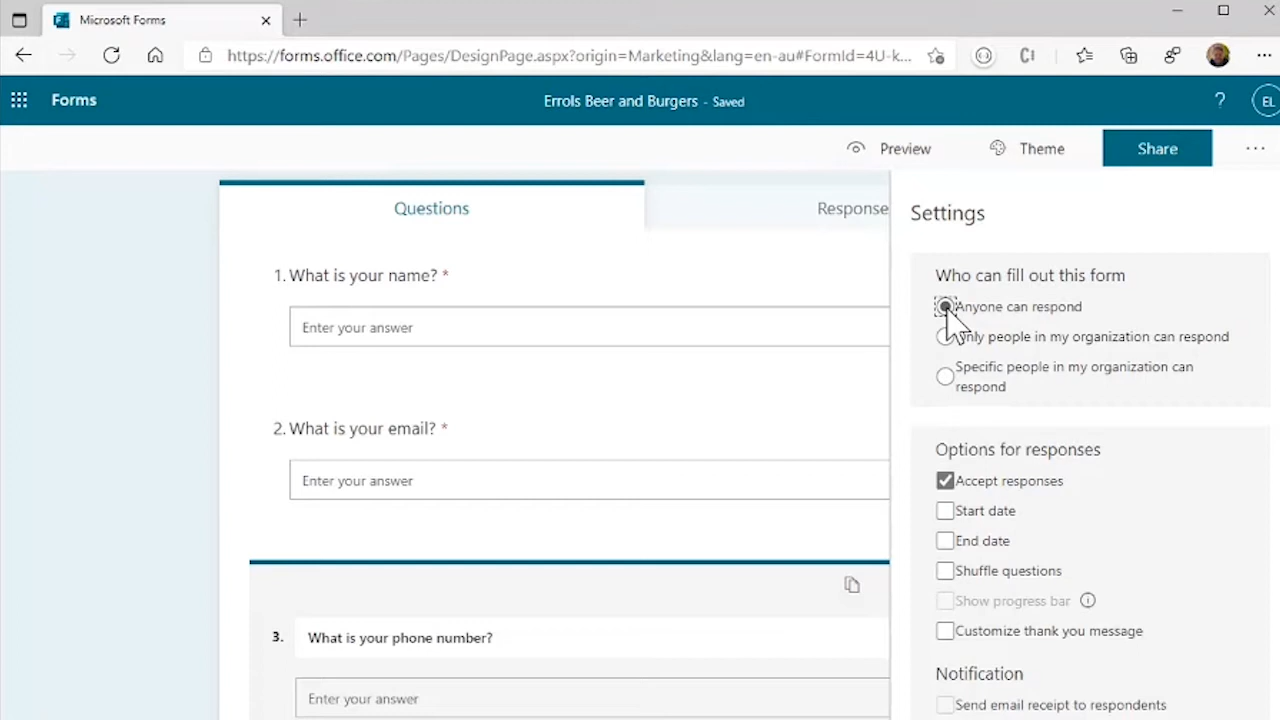 Microsoft Forms
https://forms.office.com/Pages/DesignPage.aspx?origin=Marketing&lang=en-au#FormId=4U-k...
Forms
Errols Beer and Burgers - Saved
?
EL
Preview
Theme
Share
Questions
Response
1. What is your name? *
Enter your answer
2. What is your email? *
Enter your answer
3. What is your phone number?
Enter your answer
Settings
Who can fill out this form
Anyone can respond
Only people in my organization can respond
Specific people in my organization can
respond
Options for responses
Accept responses
Start date
End date
Shuffle questions
Show progress bar
Customize thank you message
Notification
Send email receipt to respondents